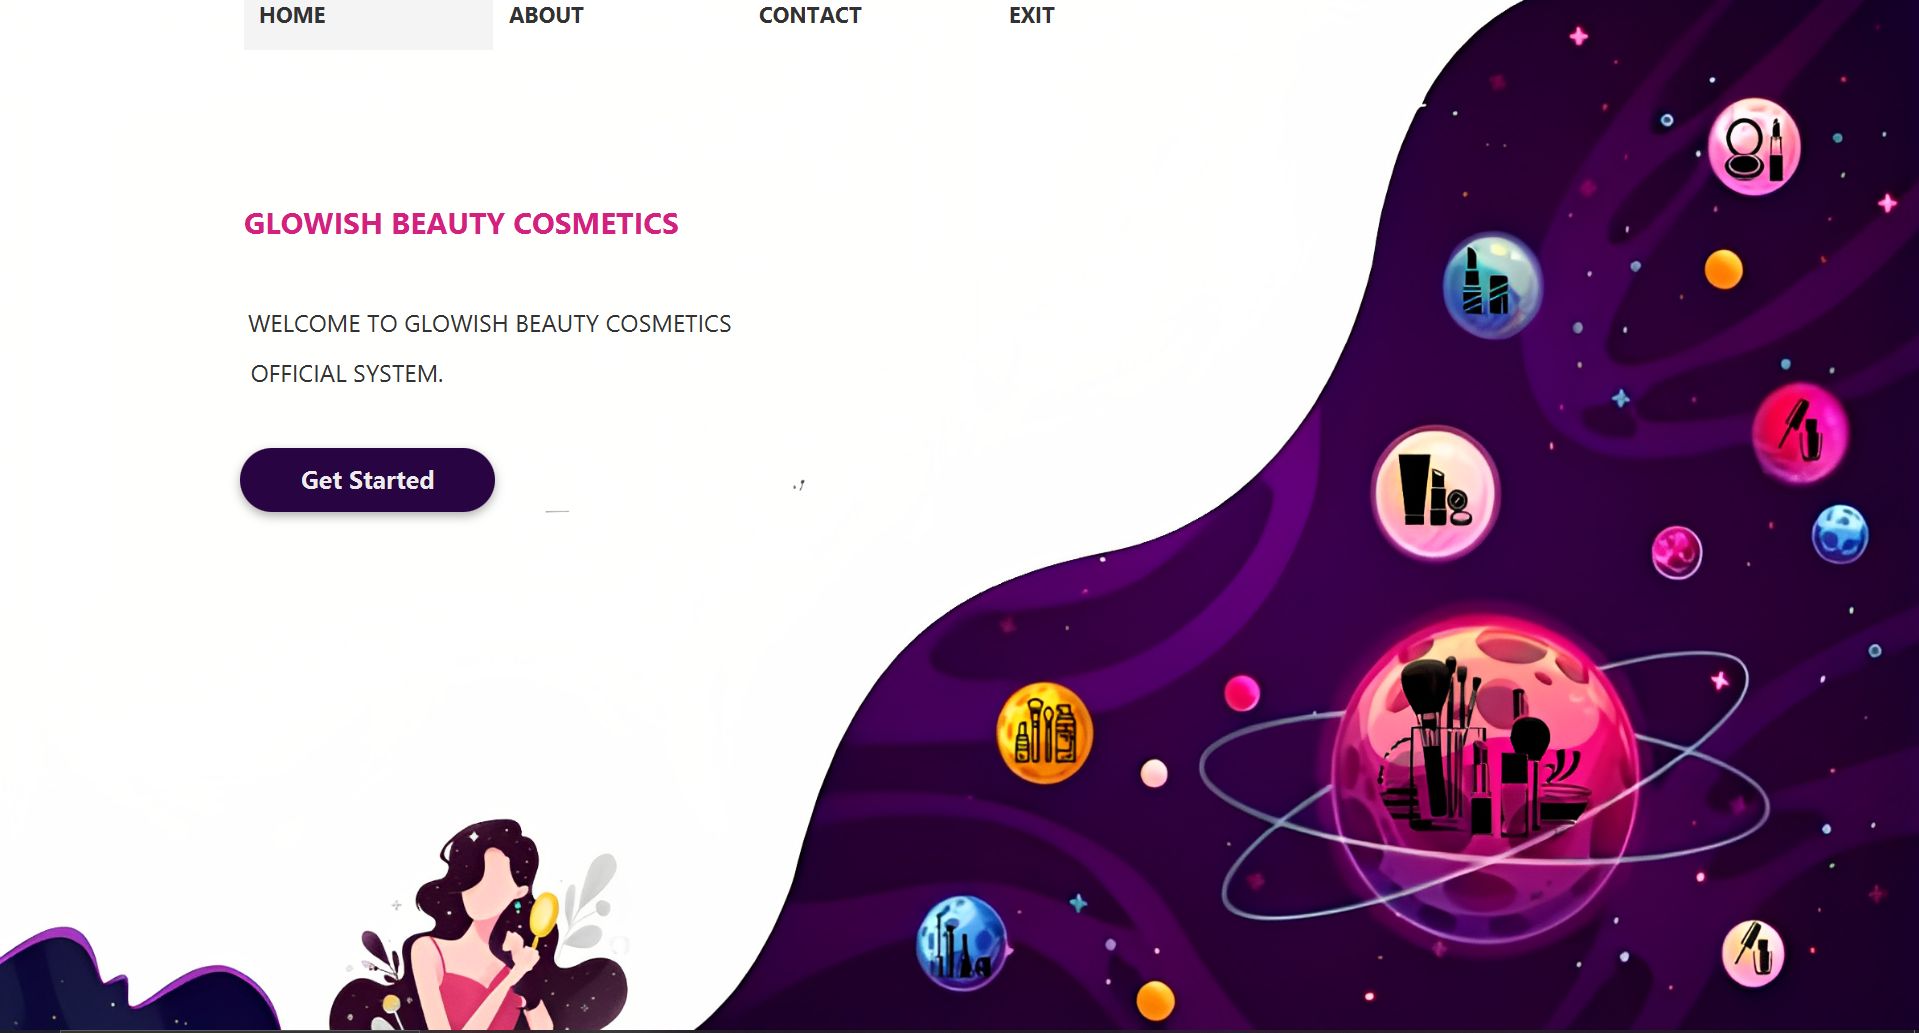 HOME ABOUT CONTACT EXIT
GLOWISH BEAUTY COSMETICS
WELCOME TO GLOWISH BEAUTY COSMETICS
OFFICIAL SYSTEM.
Get Started